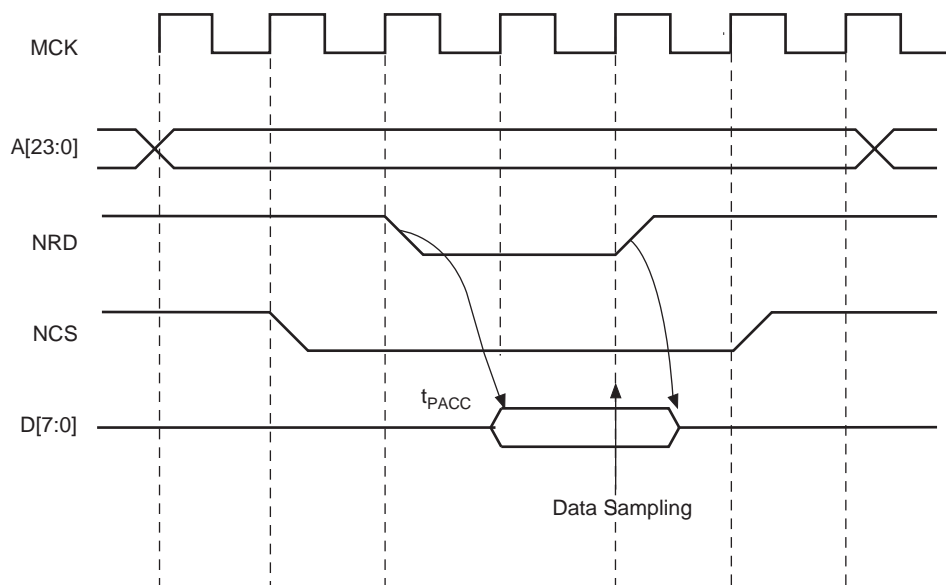 MCK
A[23:0]
NRD
NCS
tPACC
D[7:0]
Data Sampling